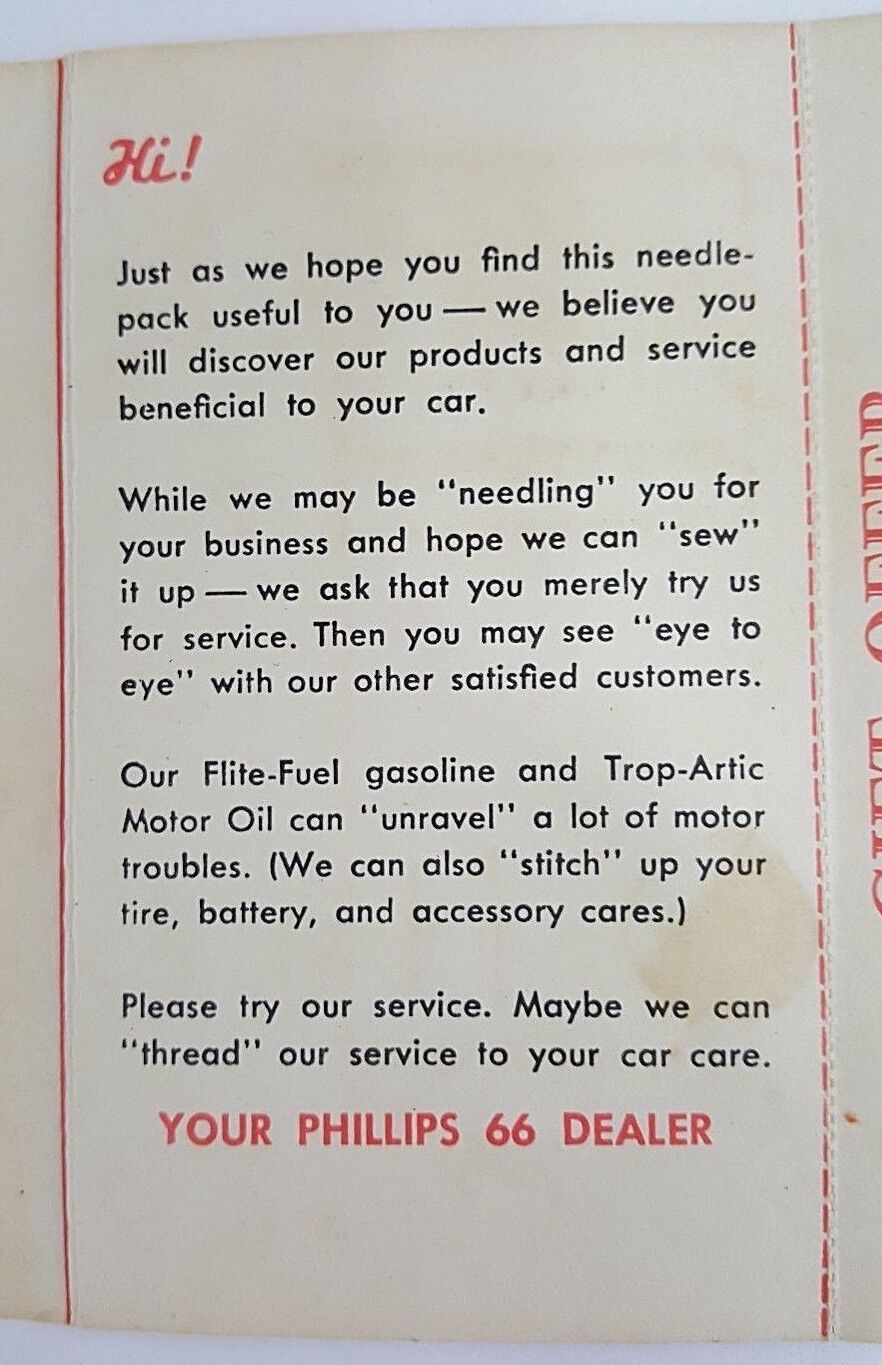 Hi!
Just as we hope you find this needle-
pack useful to you — we believe you
will discover our products and service
beneficial to your car.
While we may be "needling" you for
your business and hope we can "sew"
it up — we ask that you merely try us
for service. Then you may see "eye to
eye" with our other satisfied customers.
Our Flite-Fuel gasoline and Trop-Artic
Motor Oil can "unravel" a lot of motor
troubles. (We can also "stitch" up your
tire, battery, and accessory cares.)
Please try our service. Maybe we can
"thread" our service to your car care.
YOUR PHILLIPS 66 DEALER